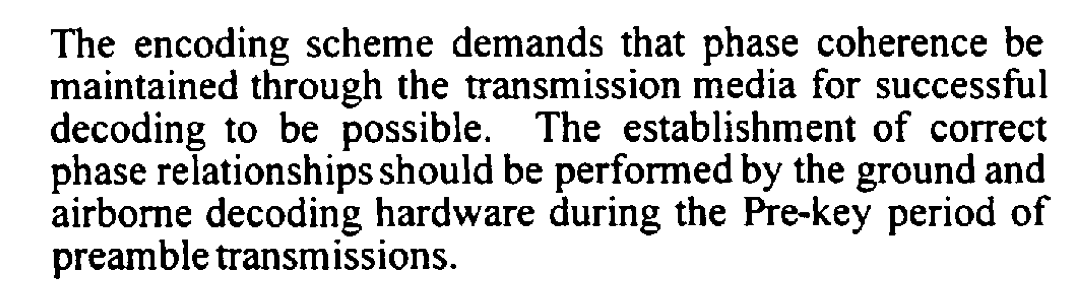 The encoding scheme demands that phase coherence be
maintained through the transmission media for successful
decoding to be possible. The establishment of correct
phase relationships should be performed by the ground and
airborne decoding hardware during the Pre-key period of
preamble transmissions.